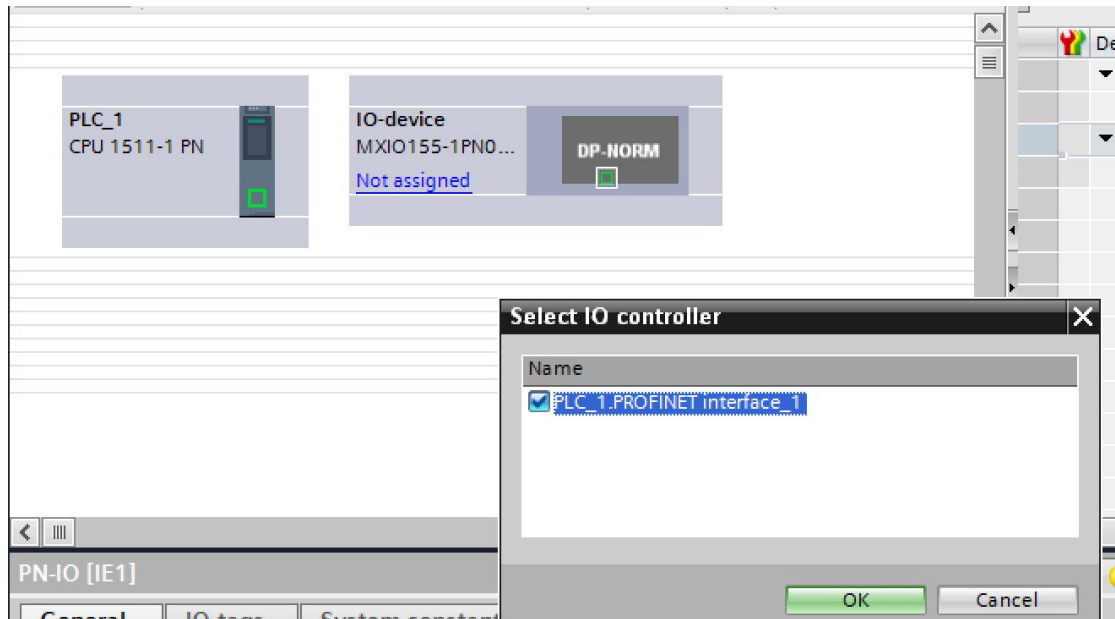 De
PLC_1
CPU 1511-1 PN
IO-device
MXIO155-1PN0...
Not assigned
DP-NORM
Select IO controller
Name
PLC_1.PROFINET interface_1
OK
Cancel
PN-IO [IE1]
General
IO tags
System constant